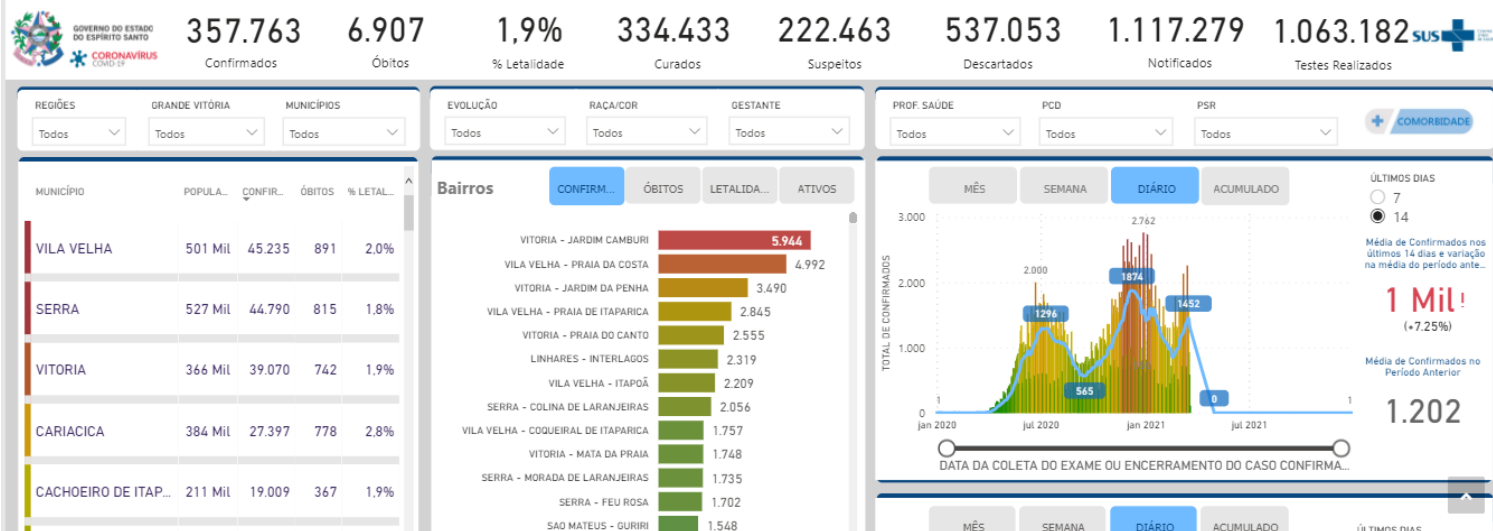 GOVERNO DO ESTADO
DO ESPÍRITO SANTO
CORONAVÍRUS
COVID-19
357.763
Confirmados
6.907
Óbitos
1,9%
% Letalidade
334.433
Curados
222.463
Suspeitos
537.053
Descartados
1.117.279
Notificados
1.063.182
Testes Realizados
SUS
REGIÕES
Todos
GRANDE VITÓRIA
Todos
MUNICÍPIOS
Todos
EVOLUÇÃO
Todos
RAÇA/COR
Todos
GESTANTE
Todos
PROF. SAÚDE
Todos
PCD
Todos
PSR
Todos
+ COMORBIDADE
MUNICÍPIO POPULA... CONFIR... ÓBITOS % LETAL...
VILA VELHA 501 Mil 45.235 891 2,0%
SERRA 527 Mil 44.790 815 1,8%
VITORIA 366 Mil 39.070 742 1,9%
CARIACICA 384 Mil 27.397 778 2,8%
CACHOEIRO DE ITAP... 211 Mil 19.009 367 1,9%
Bairros
CONFIRM... ÓBITOS LETALIDA... ATIVOS
VITORIA - JARDIM CAMBURI 5.944
VILA VELHA - PRAIA DA COSTA 4.992
VITORIA - JARDIM DA PENHA 3.490
VILA VELHA - PRAIA DE ITAPARICA 2.845
VITORIA - PRAIA DO CANTO 2.555
LINHARES - INTERLAGOS 2.319
VILA VELHA - ITAPOÃ 2.209
SERRA - COLINA DE LARANJEIRAS 2.056
VILA VELHA - COQUEIRAL DE ITAPARICA 1.757
VITORIA - MATA DA PRAIA 1.748
SERRA - MORADA DE LARANJEIRAS 1.735
SERRA - FEU ROSA 1.702
SAO MATEUS - GURIRI 1.548
MÊS SEMANA DIÁRIO ACUMULADO
TOTAL DE CONFIRMADOS
3.000
2.000
1.000
0
2.762
2.000
1874
1452
1296
565
0
1
1
jan 2020 jul 2020 jan 2021 jul 2021
DATA DA COLETA DO EXAME OU ENCERRAMENTO DO CASO CONFIRMA...
ÚLTIMOS DIAS
7
14
Média de Confirmados nos
últimos 14 dias e variação
na média do período ante...
1 Mil!
(+7.25%)
Média de Confirmados no
Período Anterior
1.202
MÊS SEMANA DIÁRIO ACUMULADO
ÚLTIMOS DIAS